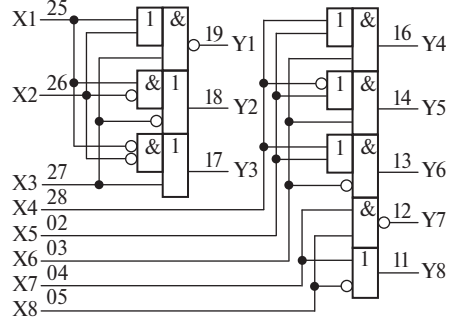 X1 25 1 & 19 Y1 1 & 16 Y4
X2 26 & 1 18 Y2 1 & 14 Y5
& 1 17 Y3 1 & 13 Y6
X3 27
X4 28
X5 02 & 12 Y7
X6 03
X7 04 1 11 Y8
X8 05